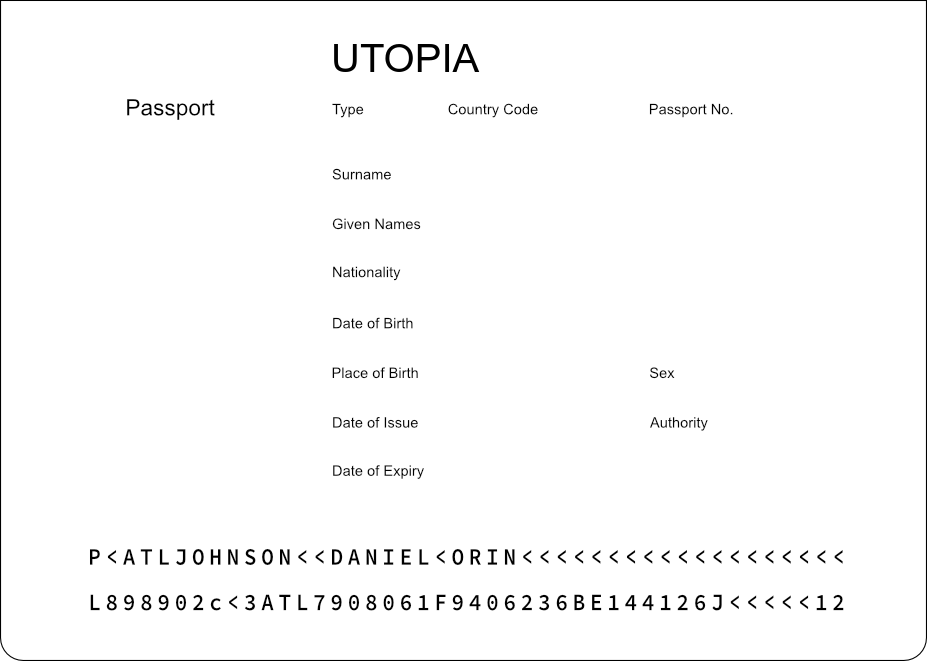 UTOPIA
Passport Type Country Code Passport No.
Surname
Given Names
Nationality
Date of Birth
Place of Birth Sex
Date of Issue Authority
Date of Expiry
P<ATLJOHNSON<<DANIEL<ORIN<<<<<<<<<<<<<<<<<<<
L898902c<3ATL7908061F9406236BE144126J<<<<<12